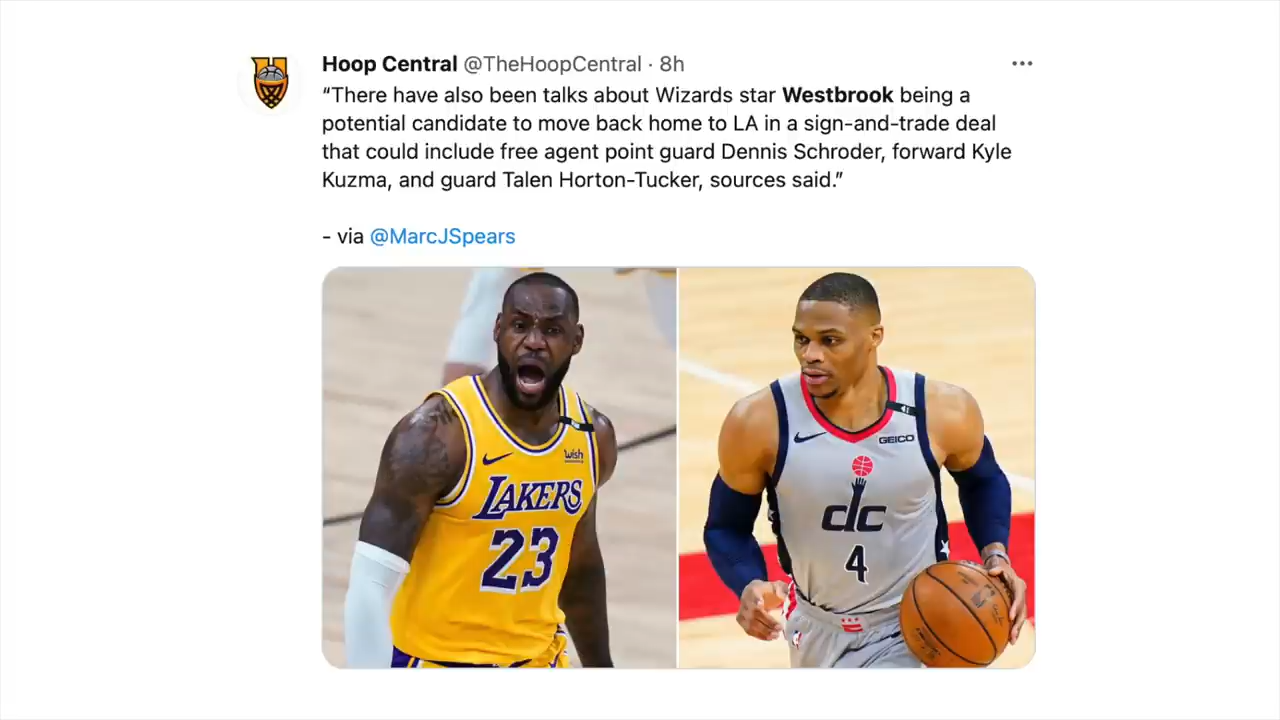 Hoop Central @TheHoopCentral · 8h
“There have also been talks about Wizards star Westbrook being a
potential candidate to move back home to LA in a sign-and-trade deal
that could include free agent point guard Dennis Schroder, forward Kyle
Kuzma, and guard Talen Horton-Tucker, sources said.”
- via @MarcJSpears
wish
LAKERS
23
GEICO
dc
4